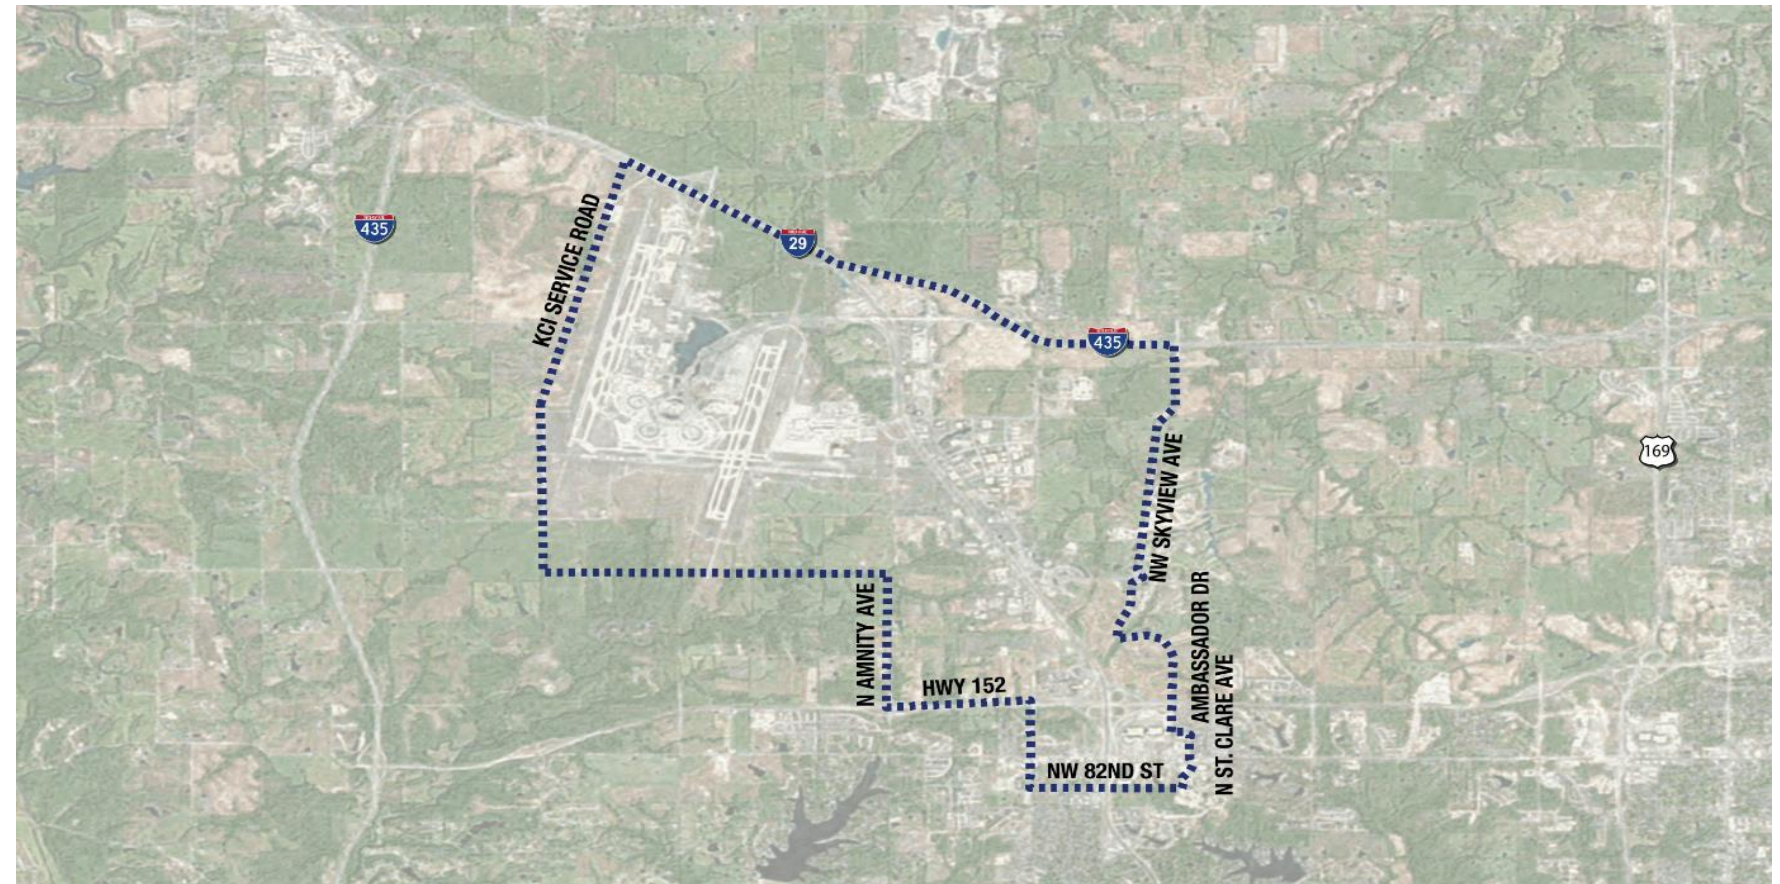 435
KCI SERVICE ROAD
29
435
169
NW SKYVIEW AVE
N AMNITY AVE
HWY 152
AMBASSADOR DR
N ST. CLARE AVE
NW 82ND ST